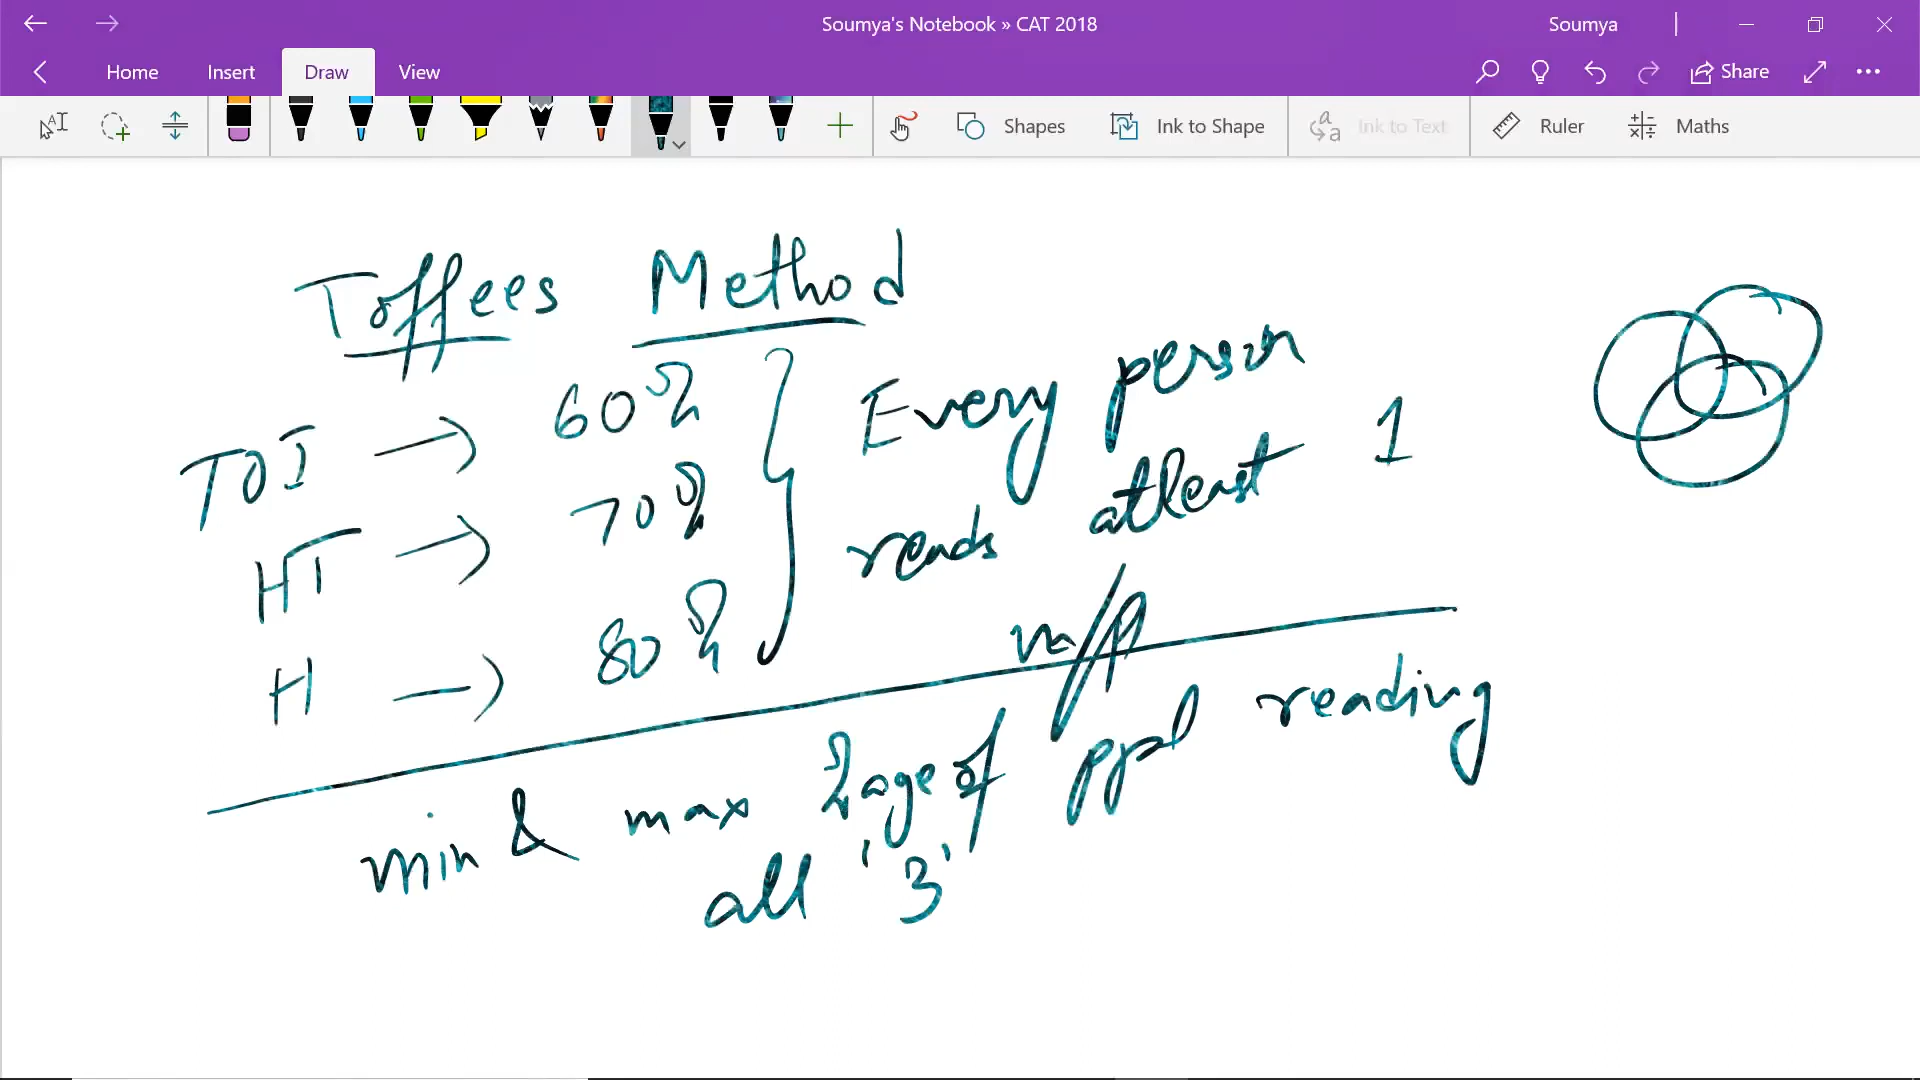 Soumya's Notebook » CAT 2018
Soumya
Home Insert Draw View
Share
Shapes Ink to Shape Ink to Text Ruler Maths
Toffees Method
TOI → 60%
HT → 70%
H → 80%
Every person
reads atleast 1
n/p
min & max %age of ppl reading
all '3'